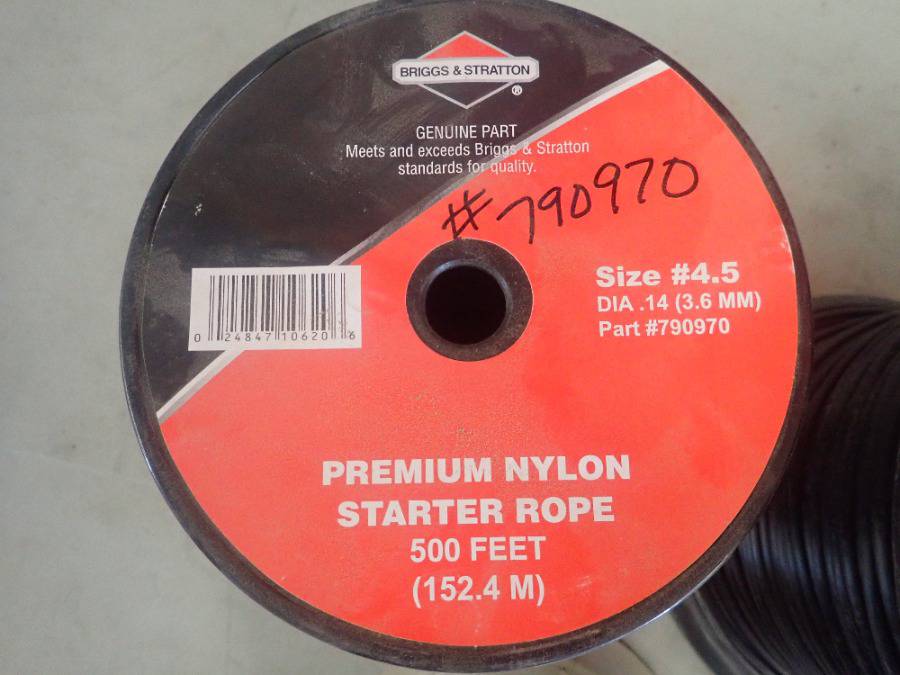 BRIGGS & STRATTON
®
GENUINE PART
Meets and exceeds Briggs & Stratton
standards for quality.
#790970
Size #4.5
DIA .14 (3.6 MM)
Part #790970
0 24847 10620 6
PREMIUM NYLON
STARTER ROPE
500 FEET
(152.4 M)